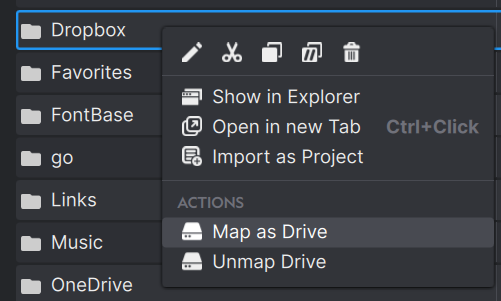 Dropbox
Favorites
FontBase
go
Links
Music
OneDrive
Show in Explorer
Open in new Tab Ctrl+Click
Import as Project
ACTIONS
Map as Drive
Unmap Drive